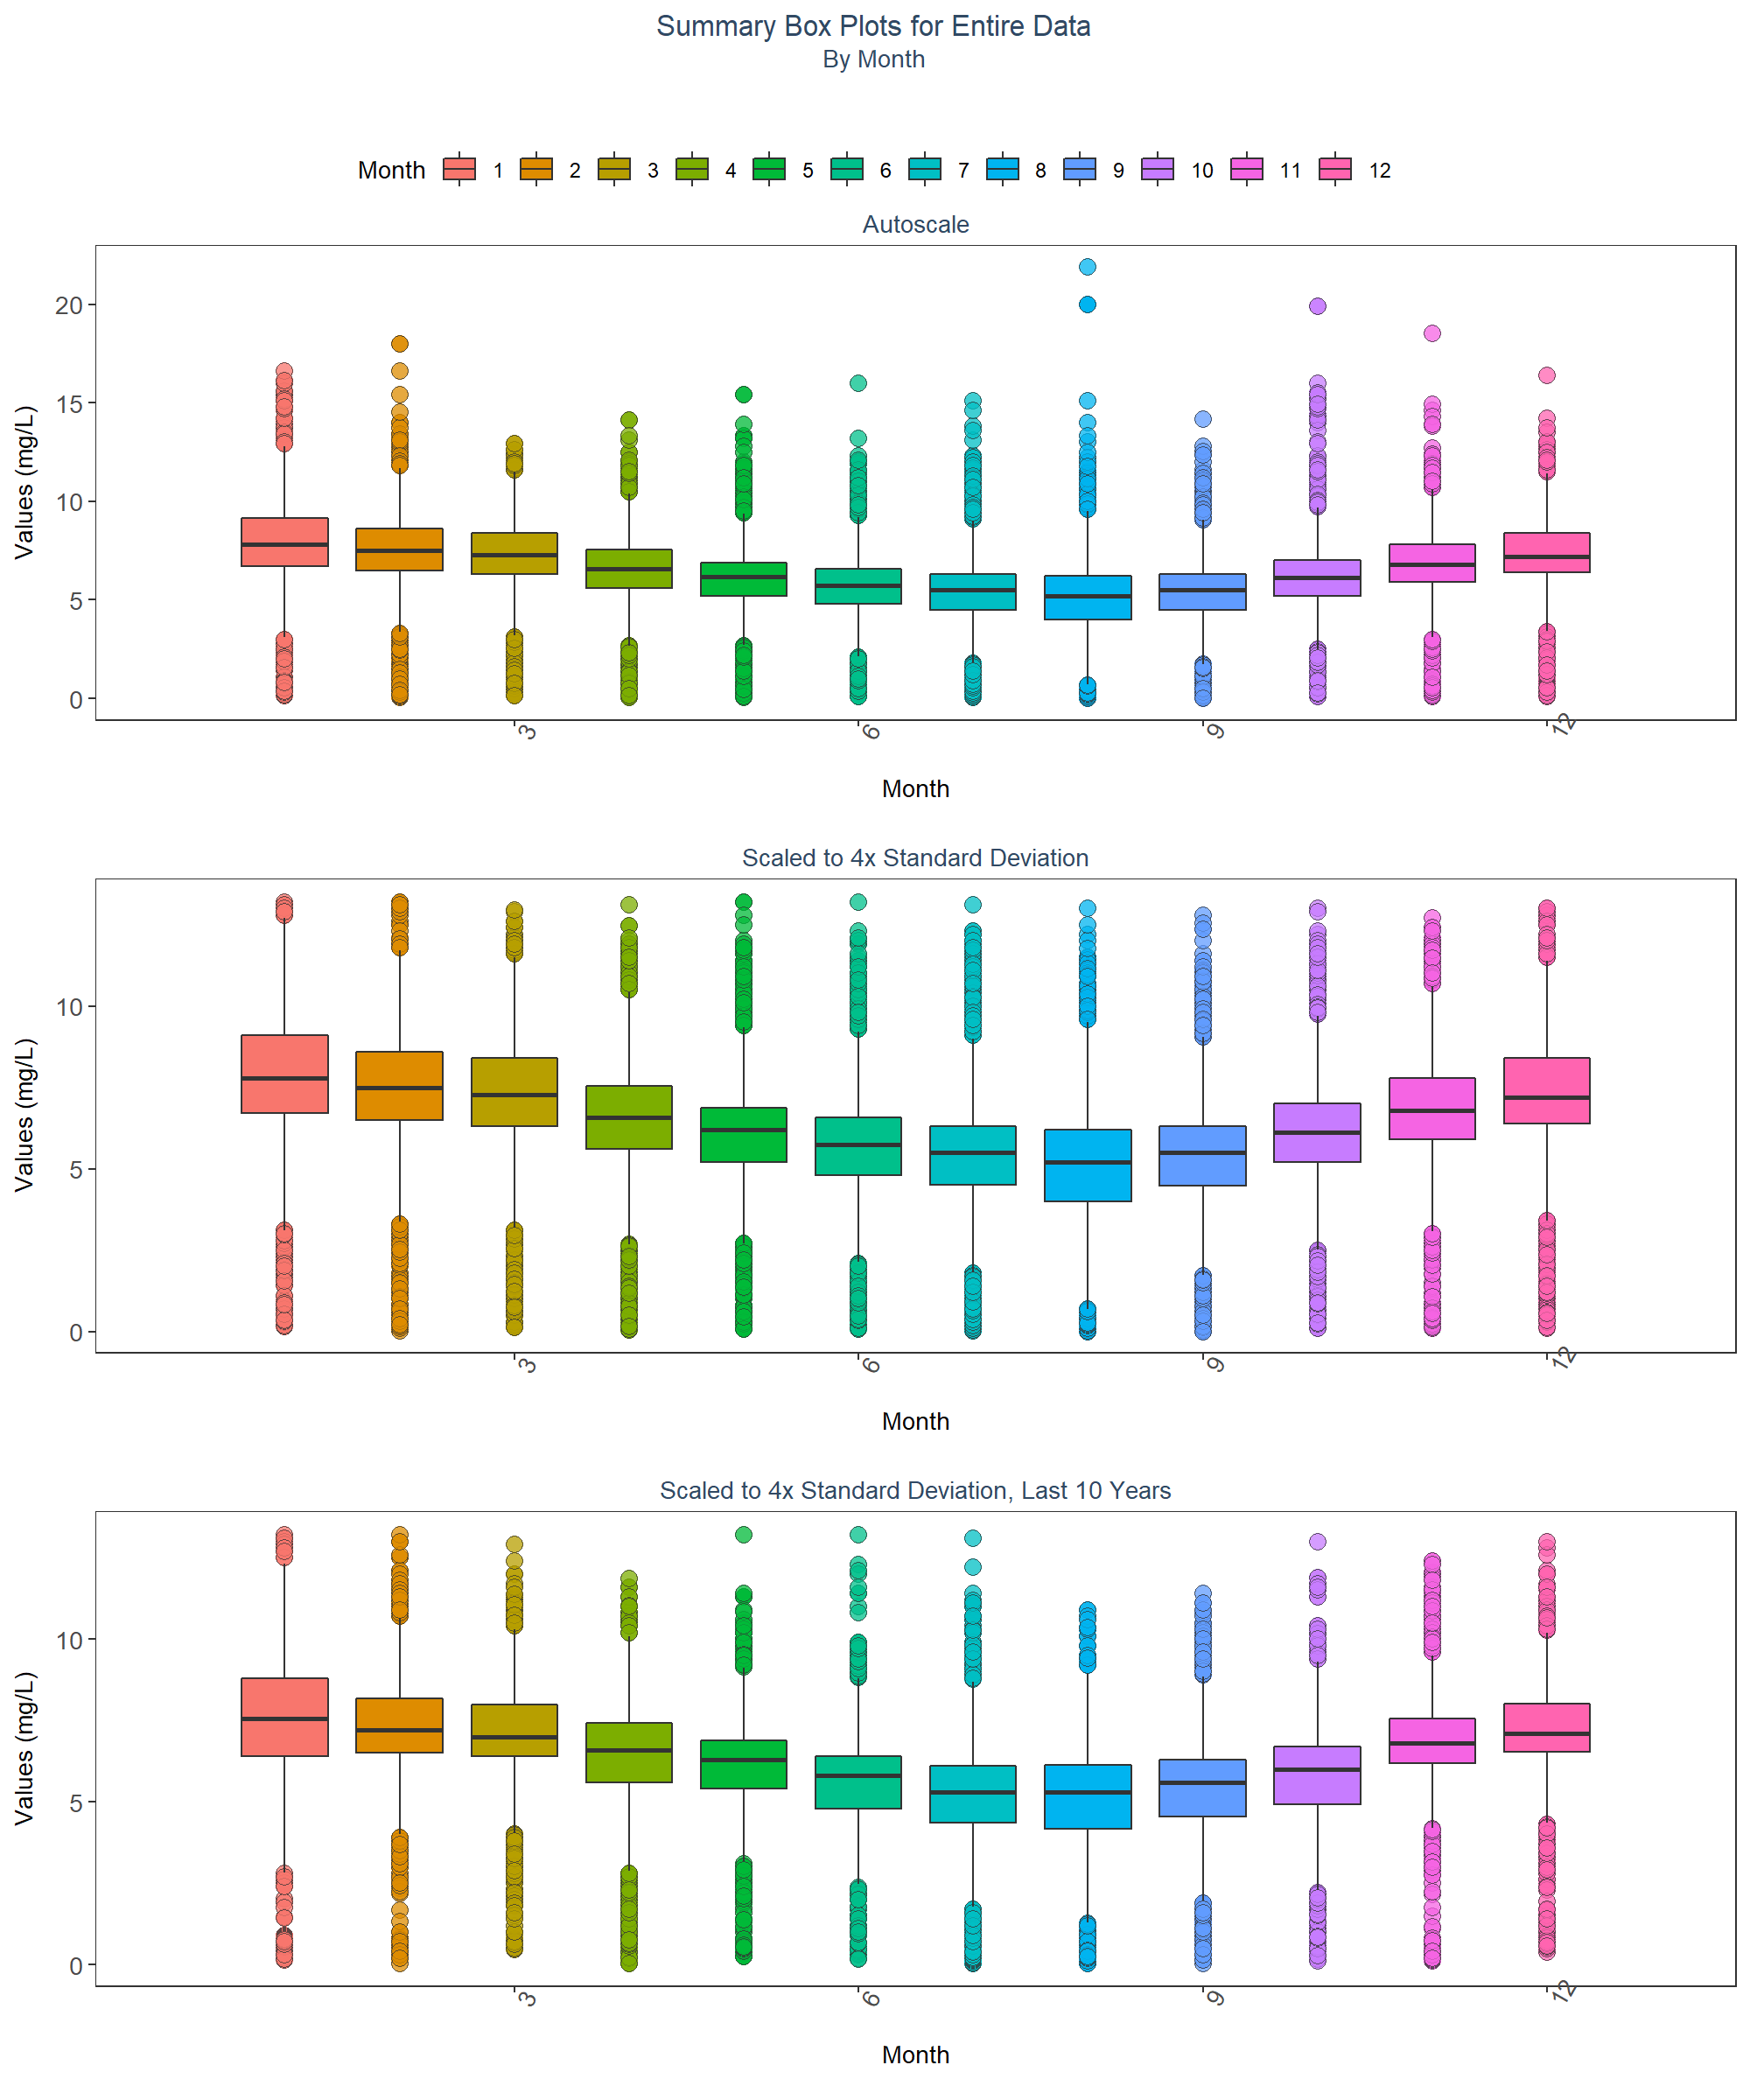 Summary Box Plots for Entire Data
By Month
Month 1 2 3 4 5 6 7 8 9 10 11 12
Autoscale
Values (mg/L)
20
15
10
5
0
3 6 9 12
Month
Scaled to 4x Standard Deviation
Values (mg/L)
10
5
0
3 6 9 12
Month
Scaled to 4x Standard Deviation, Last 10 Years
Values (mg/L)
10
5
0
3 6 9 12
Month